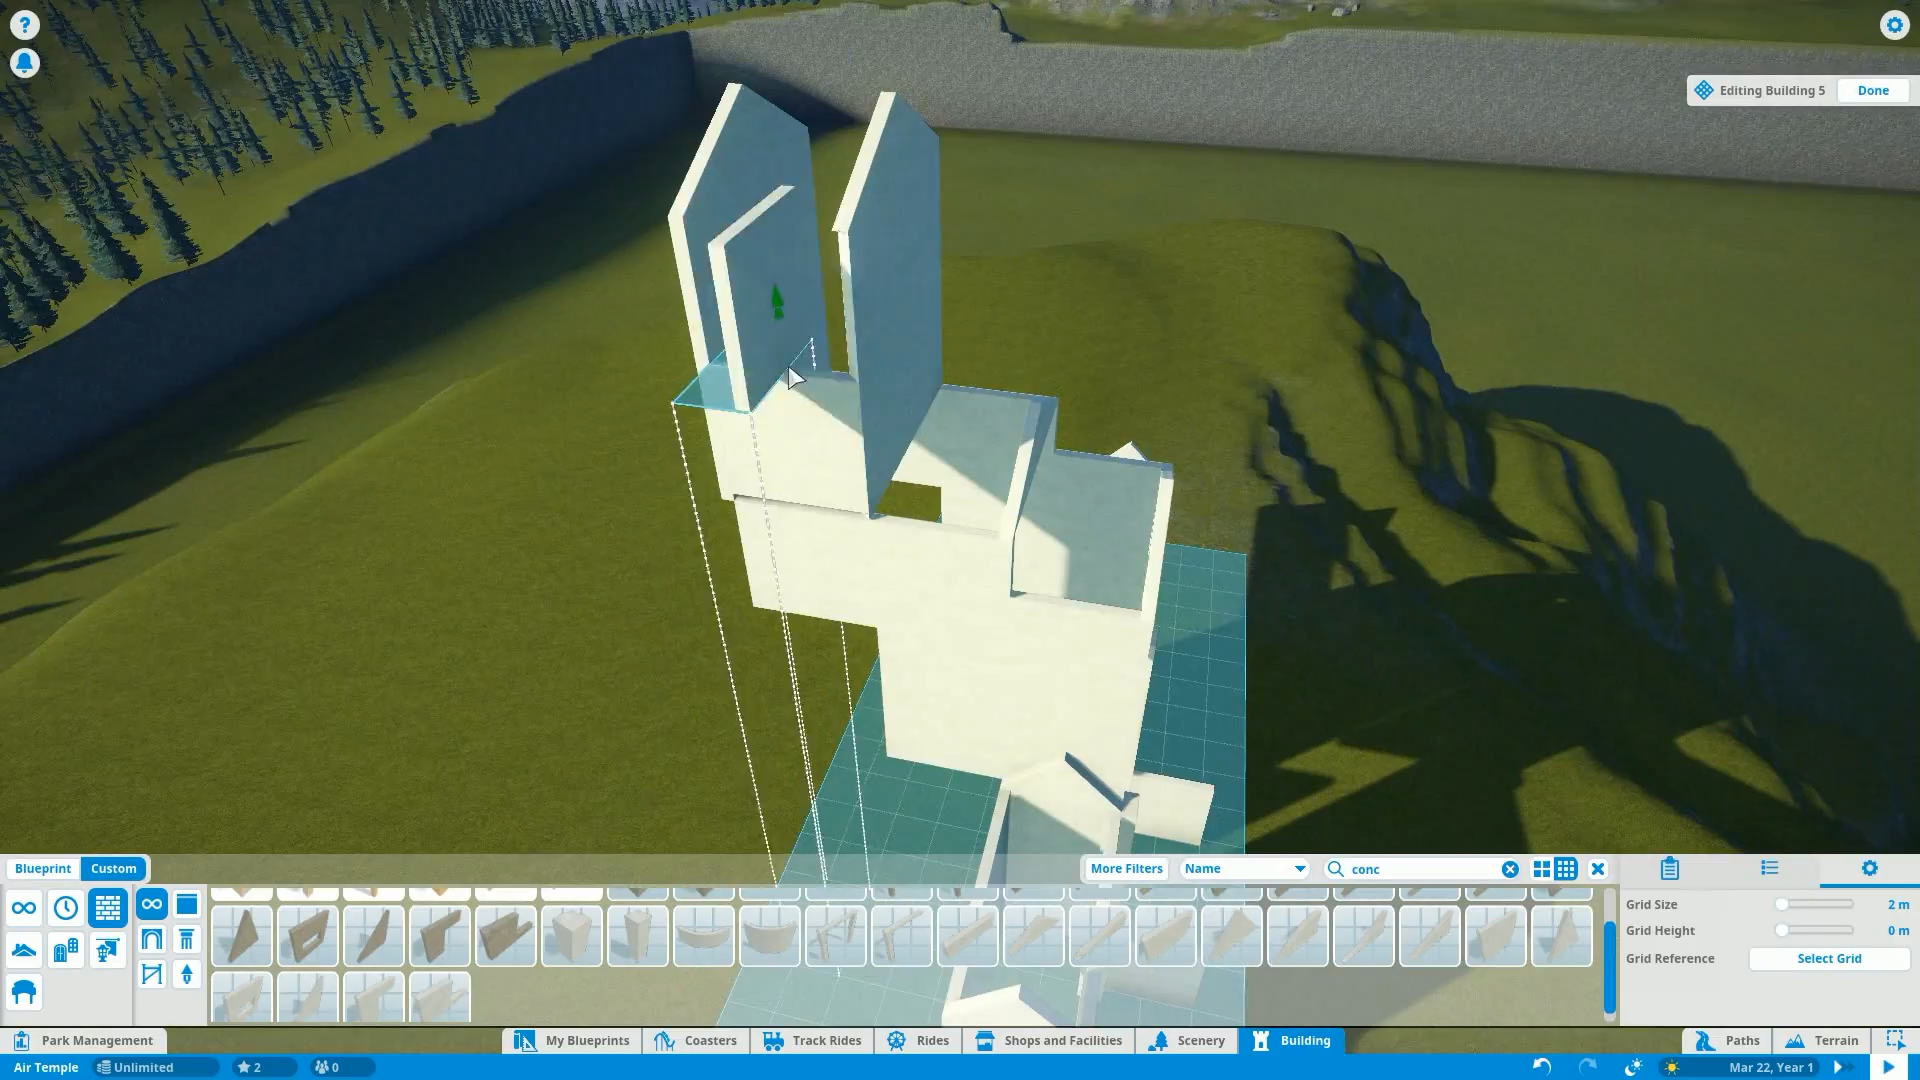 ?
Editing Building 5 Done
Blueprint Custom More Filters Name conc
Grid Size 2 m
Grid Height 0 m
Grid Reference Select Grid
Park Management My Blueprints Coasters Track Rides Rides Shops and Facilities Scenery Building Paths Terrain
Air Temple Unlimited 2 0 Mar 22, Year 1